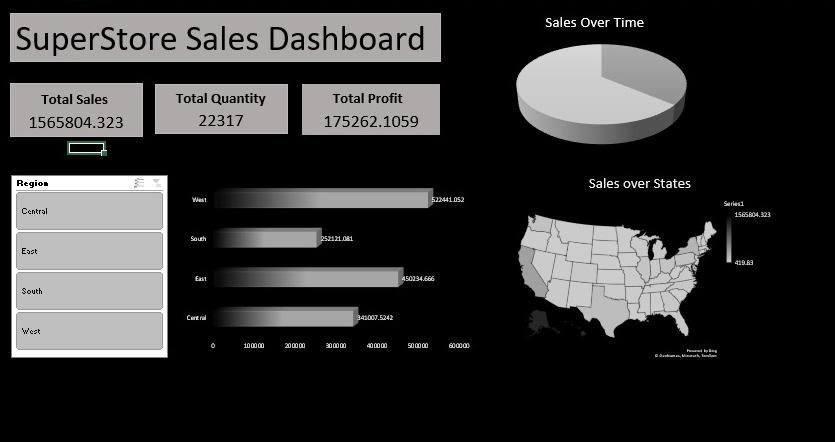 SuperStore Sales Dashboard
Sales Over Time
Total Sales
1565804.323
Total Quantity
22317
Total Profit
175262.1059
Region
Central
East
South
West
West
522441.052
South
252121.081
East
450234.666
Central
341007.5242
0 100000 200000 300000 400000 500000 600000
Sales over States
Series1
1565804.323
419.83
Powered by Bing
© GeoNames, Microsoft, TomTom